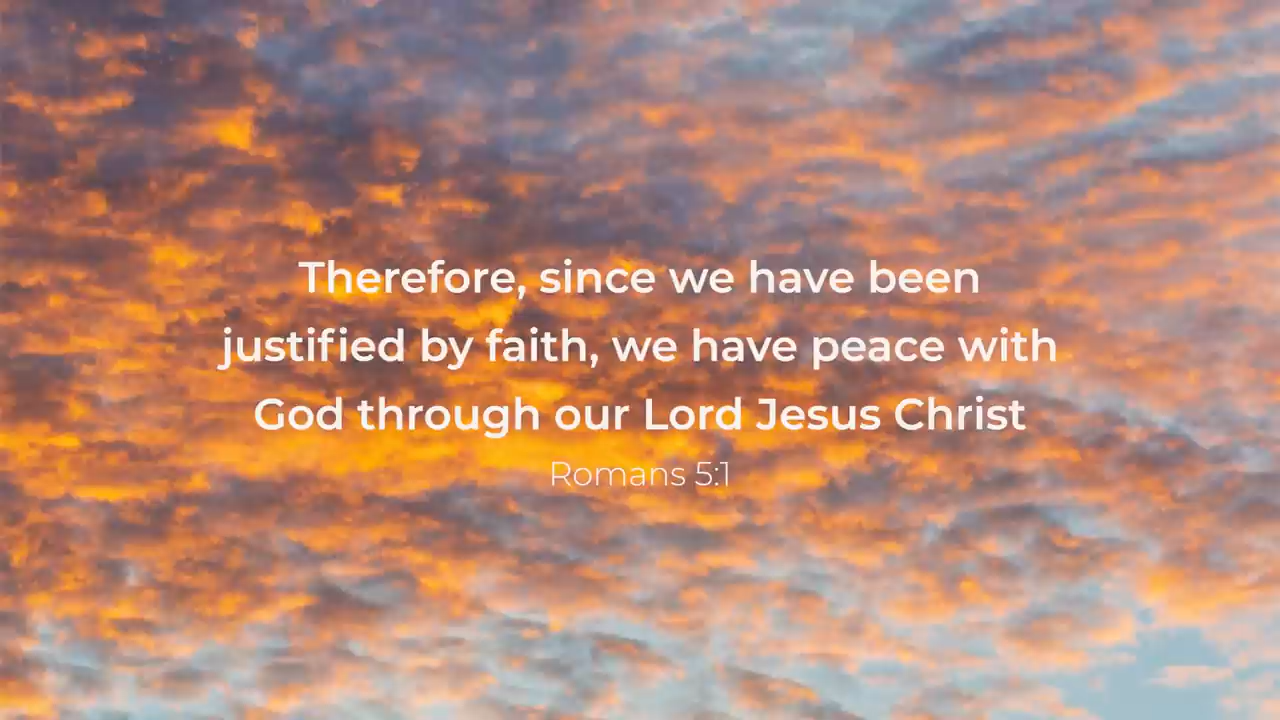 Therefore, since we have been
justified by faith, we have peace with
God through our Lord Jesus Christ
Romans 5:1